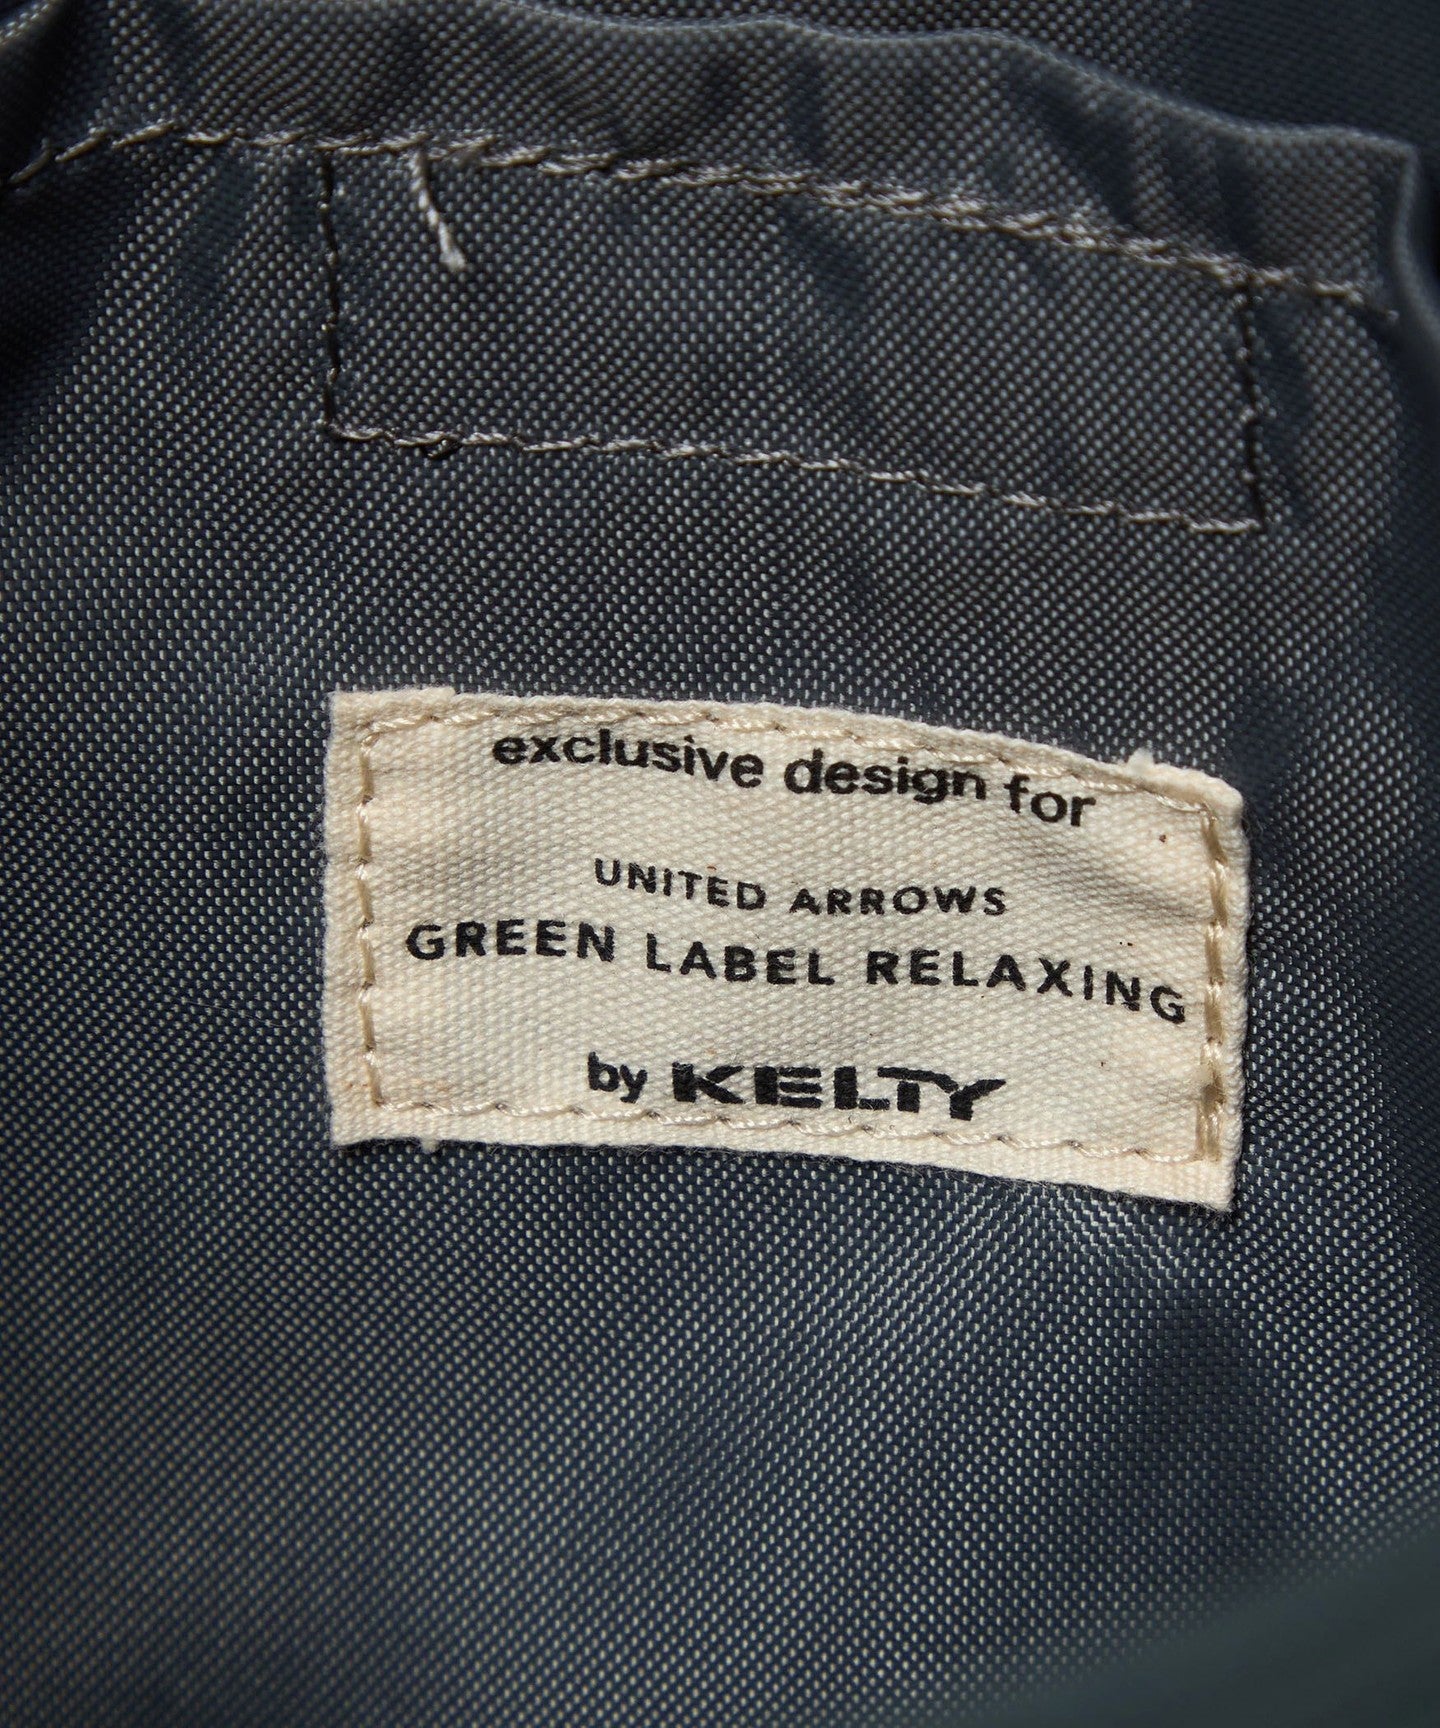 exclusive design for
UNITED ARROWS
GREEN LABEL RELAXING
by KELTY